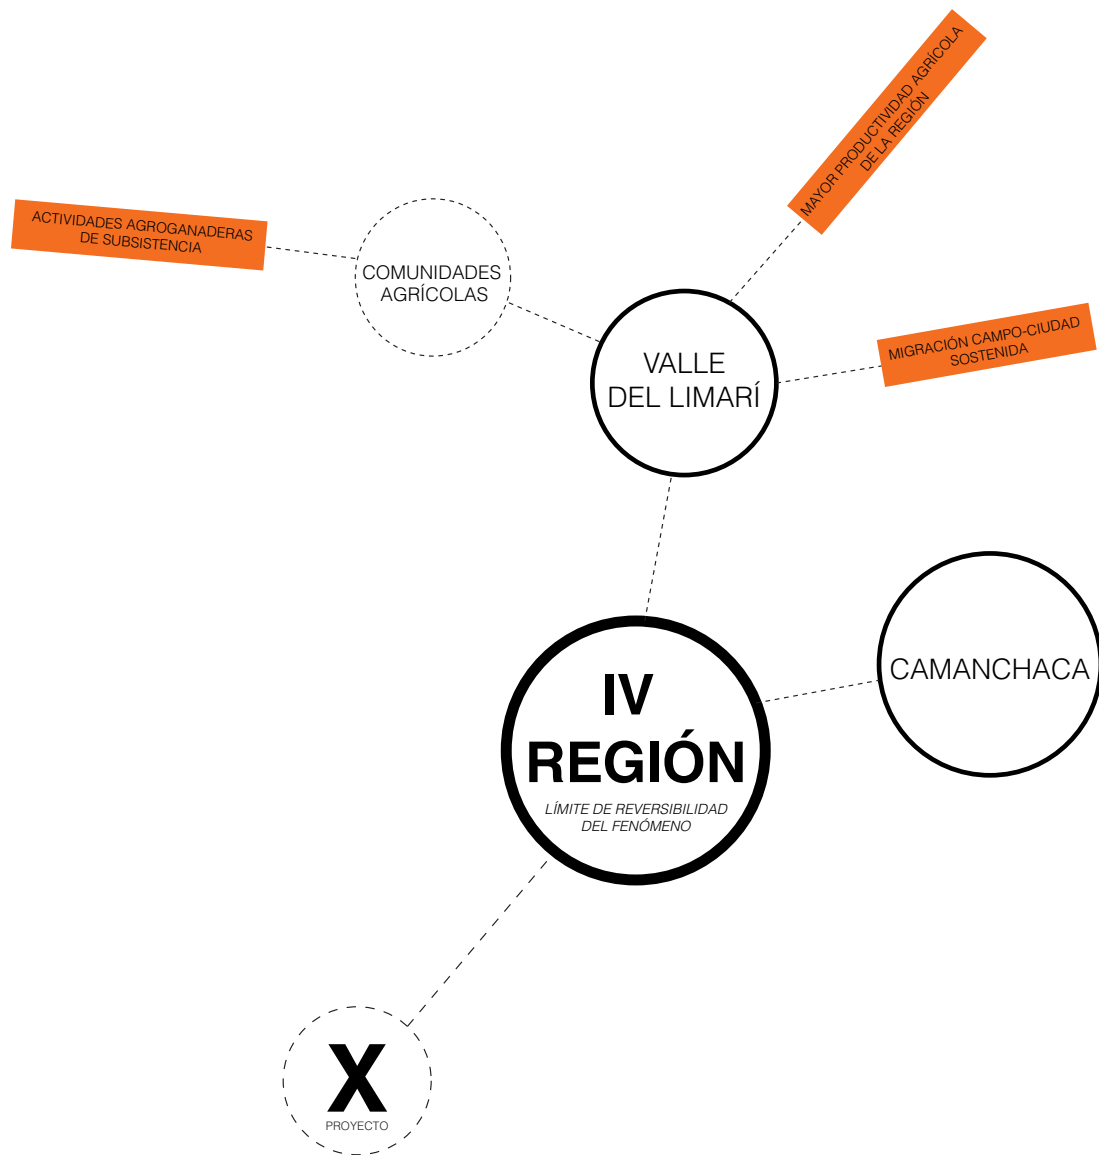 MAYOR PRODUCTIVIDAD AGRÍCOLA
DE LA REGIÓN
ACTIVIDADES AGROGANADERAS
DE SUBSISTENCIA
COMUNIDADES
AGRÍCOLAS
MIGRACIÓN CAMPO-CIUDAD
SOSTENIDA
VALLE
DEL LIMARÍ
CAMANCHACA
IV
REGIÓN
LÍMITE DE REVERSIBILIDAD
DEL FENÓMENO
X
PROYECTO